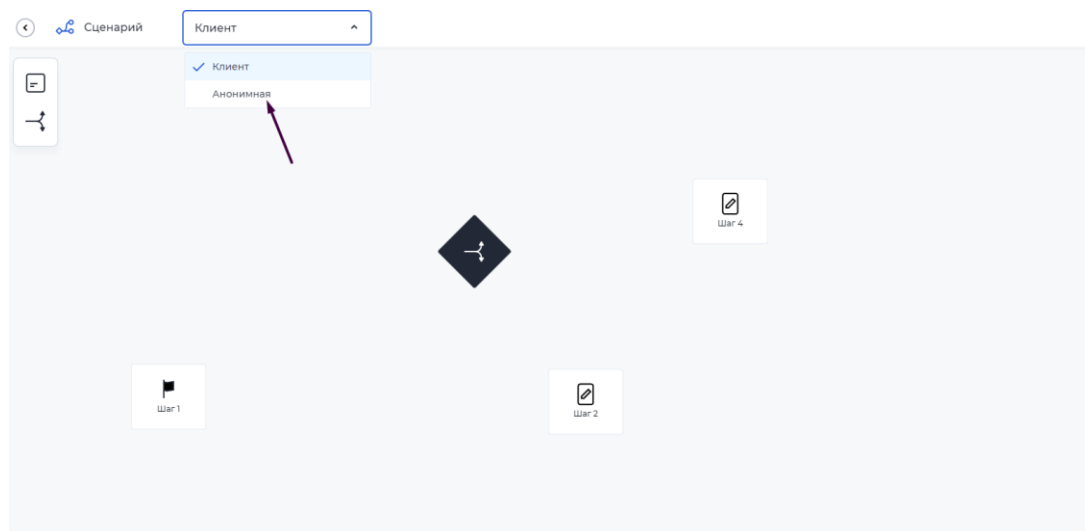 Сценарий
Клиент
Клиент
Анонимная
Шаг 4
Шаг 1
Шаг 2